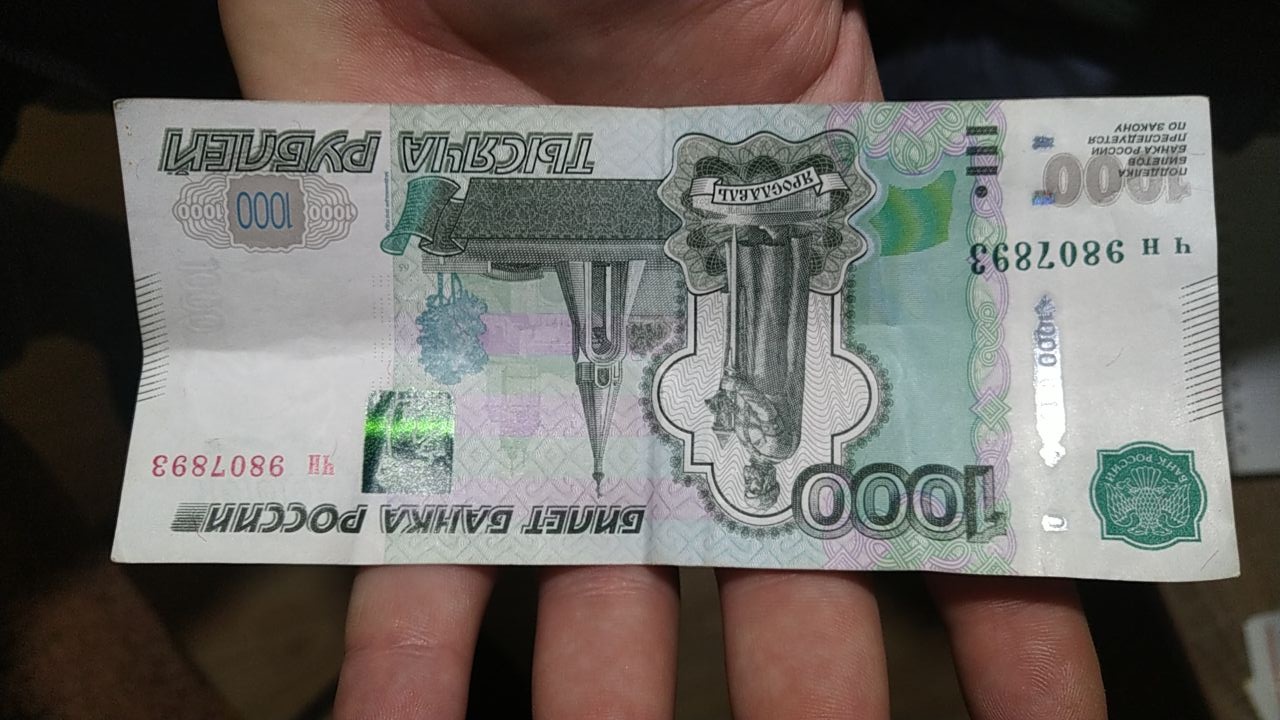 БИЛЕТ БАНКА РОССИИ
1000
БАНК РОССИИ
ЧН 9807893
1000
ЧН 9807893
1000
ПОДДЕЛКА
БИЛЕТОВ
БАНКА РОССИИ
ПРЕСЛЕДУЕТСЯ
ПО ЗАКОНУ
ЯРОСЛАВЛЬ
1000 1000 1000
ТЫСЯЧА РУБЛЕЙ